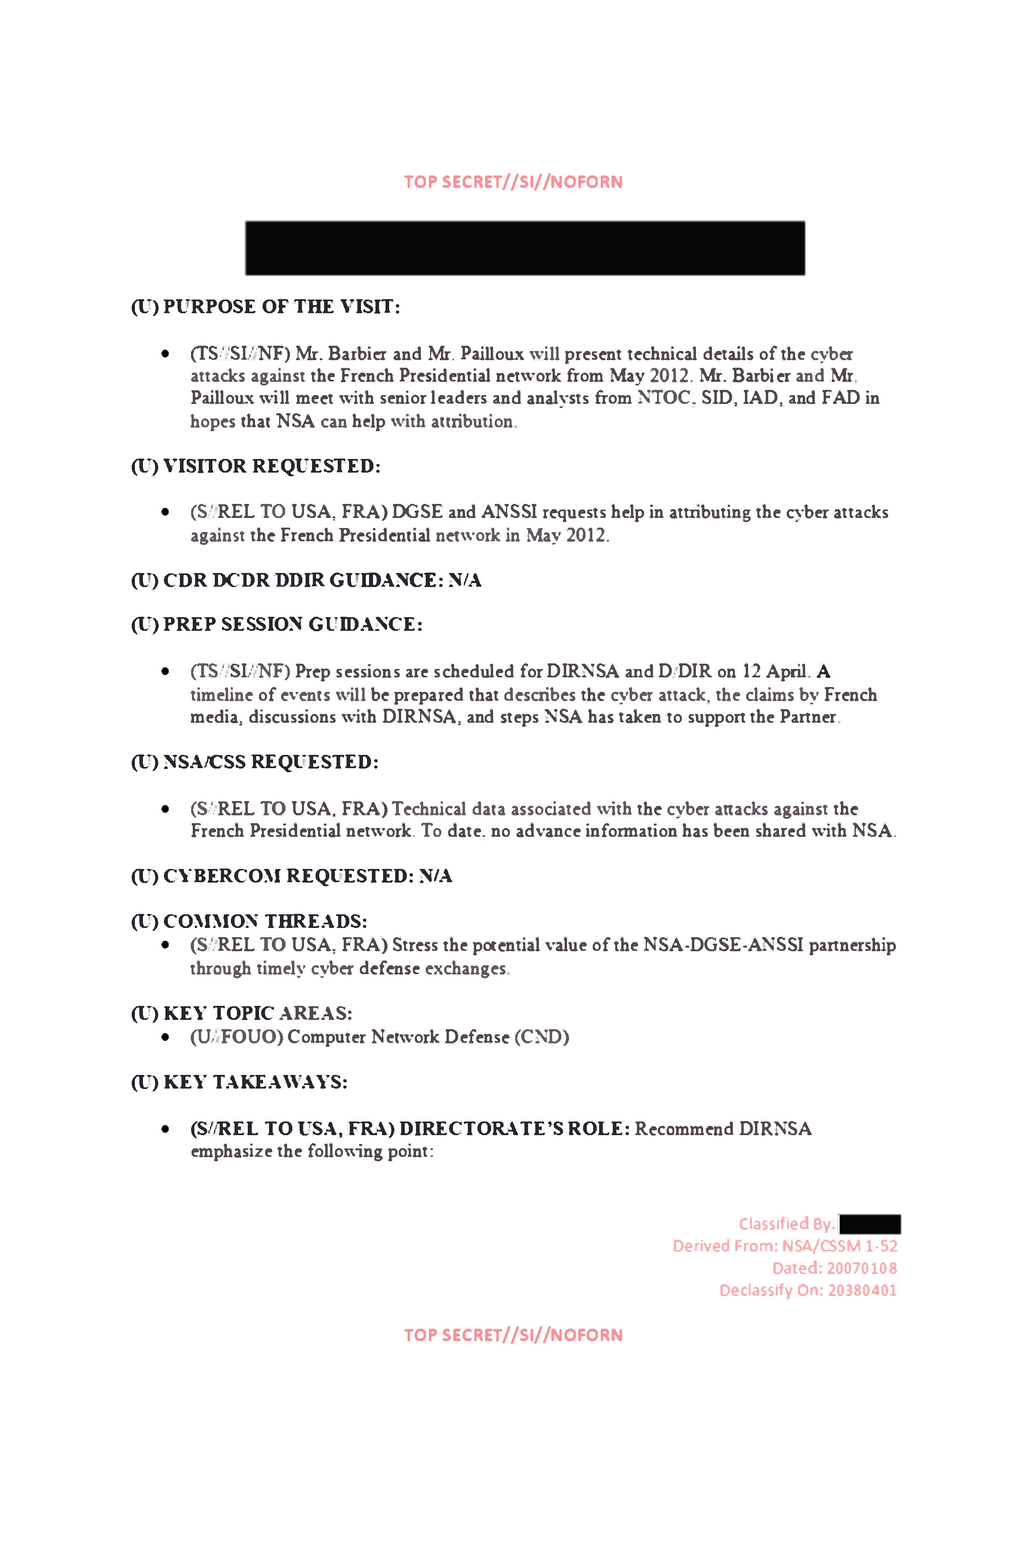 TOP SECRET//SI//NOFORN
(U) PURPOSE OF THE VISIT:
• (TS//SI//NF) Mr. Barbier and Mr. Pailloux will present technical details of the cyber
attacks against the French Presidential network from May 2012. Mr. Barbier and Mr.
Pailloux will meet with senior leaders and analysts from NTOC, SID, IAD, and FAD in
hopes that NSA can help with attribution.
(U) VISITOR REQUESTED:
• (S//REL TO USA, FRA) DGSE and ANSSI requests help in attributing the cyber attacks
against the French Presidential network in May 2012.
(U) CDR DCDR DDIR GUIDANCE: N/A
(U) PREP SESSION GUIDANCE:
• (TS//SI//NF) Prep sessions are scheduled for DIRNSA and D/DIR on 12 April. A
timeline of events will be prepared that describes the cyber attack, the claims by French
media, discussions with DIRNSA, and steps NSA has taken to support the Partner.
(U) NSA/CSS REQUESTED:
• (S//REL TO USA, FRA) Technical data associated with the cyber attacks against the
French Presidential network. To date, no advance information has been shared with NSA.
(U) CYBERCOM REQUESTED: N/A
(U) COMMON THREADS:
• (S//REL TO USA, FRA) Stress the potential value of the NSA-DGSE-ANSSI partnership
through timely cyber defense exchanges.
(U) KEY TOPIC AREAS:
• (U//FOUO) Computer Network Defense (CND)
(U) KEY TAKEAWAYS:
• (S//REL TO USA, FRA) DIRECTORATE'S ROLE: Recommend DIRNSA
emphasize the following point:
Classified By:
Derived From: NSA/CSSM 1-52
Dated: 20070108
Declassify On: 20380401
TOP SECRET//SI//NOFORN